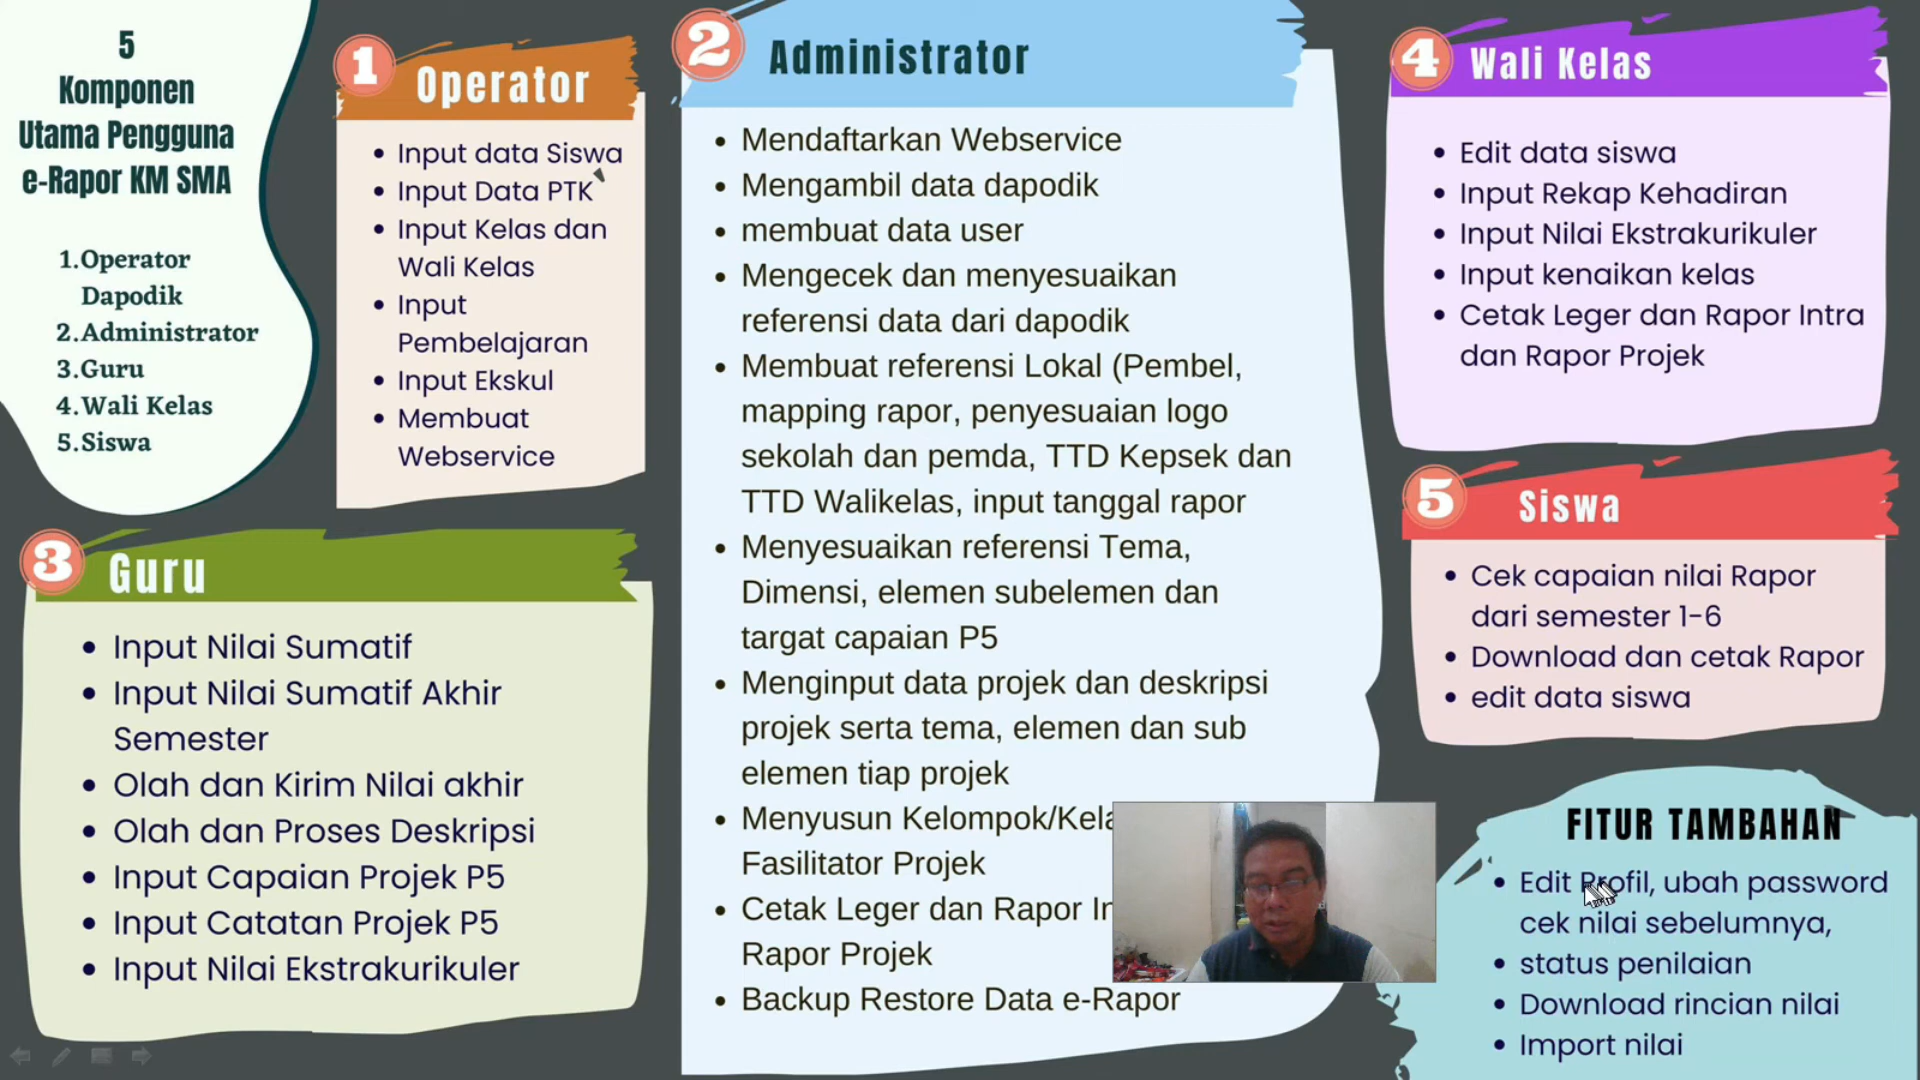 5
Komponen
Utama Pengguna
e-Rapor KM SMA
1.Operator
Dapodik
2.Administrator
3.Guru
4.Wali Kelas
5.Siswa
1
Operator
• Input data Siswa
• Input Data PTK
• Input Kelas dan
Wali Kelas
• Input
Pembelajaran
• Input Ekskul
• Membuat
Webservice
2
Administrator
• Mendaftarkan Webservice
• Mengambil data dapodik
• membuat data user
• Mengecek dan menyesuaikan
referensi data dari dapodik
• Membuat referensi Lokal (Pembel,
mapping rapor, penyesuaian logo
sekolah dan pemda, TTD Kepsek dan
TTD Walikelas, input tanggal rapor
• Menyesuaikan referensi Tema,
Dimensi, elemen subelemen dan
targat capaian P5
• Menginput data projek dan deskripsi
projek serta tema, elemen dan sub
elemen tiap projek
• Menyusun Kelompok/Kela
Fasilitator Projek
• Cetak Leger dan Rapor In
Rapor Projek
• Backup Restore Data e-Rapor
3
Guru
• Input Nilai Sumatif
• Input Nilai Sumatif Akhir
Semester
• Olah dan Kirim Nilai akhir
• Olah dan Proses Deskripsi
• Input Capaian Projek P5
• Input Catatan Projek P5
• Input Nilai Ekstrakurikuler
4
Wali Kelas
• Edit data siswa
• Input Rekap Kehadiran
• Input Nilai Ekstrakurikuler
• Input kenaikan kelas
• Cetak Leger dan Rapor Intra
dan Rapor Projek
5
Siswa
• Cek capaian nilai Rapor
dari semester 1-6
• Download dan cetak Rapor
• edit data siswa
FITUR TAMBAHAN
• Edit Profil, ubah password
cek nilai sebelumnya,
• status penilaian
• Download rincian nilai
• Import nilai